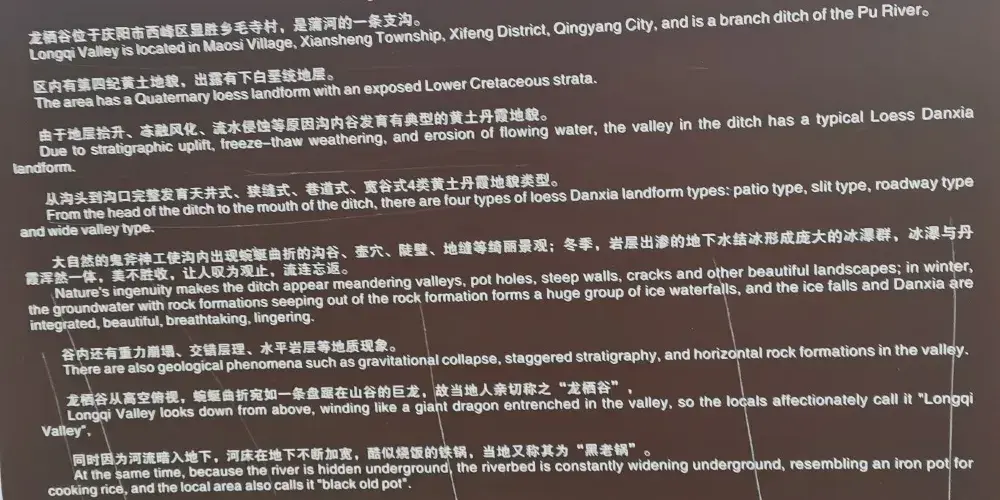 龙栖谷位于庆阳市西峰区显胜乡毛寺村，是蒲河的一条支沟。
Longqi Valley is located in Maosi Village, Xiansheng Township, Xifeng District, Qingyang City, and is a branch ditch of the Pu River。
区内有第四纪黄土地貌，出露有下白垩统地层。
The area has a Quaternary loess landform with an exposed Lower Cretaceous strata.
由于地层抬升、冻融风化、流水侵蚀等原因沟内谷发育有典型的黄土丹霞地貌。
Due to stratigraphic uplift, freeze-thaw weathering, and erosion of flowing water, the valley in the ditch has a typical Loess Danxia
landform.
从沟头到沟口完整发育天井式、狭缝式、巷道式、宽谷式4类黄土丹霞地貌类型。
From the head of the ditch to the mouth of the ditch, there are four types of loess Danxia landform types: patio type, slit type, roadway type
and wide valley type.
大自然的鬼斧神工使沟内出现蜿蜒曲折的沟谷、壶穴、陡壁、地缝等绮丽景观；冬季，岩层出渗的地下水结冰形成庞大的冰瀑群，冰瀑与丹
霞浑然一体，美不胜收，让人叹为观止，流连忘返。
Nature's ingenuity makes the ditch appear meandering valleys, pot holes, steep walls, cracks and other beautiful landscapes; in winter,
the groundwater with rock formations seeping out of the rock formation forms a huge group of ice waterfalls, and the ice falls and Danxia are
integrated, beautiful, breathtaking, lingering.
谷内还有重力崩塌、交错层理、水平岩层等地质现象。
There are also geological phenomena such as gravitational collapse, staggered stratigraphy, and horizontal rock formations in the valley.
龙栖谷从高空俯视，蜿蜒曲折宛如一条盘踞在山谷的巨龙，故当地人亲切称之“龙栖谷”，
Longqi Valley looks down from above, winding like a giant dragon entrenched in the valley, so the locals affectionately call it "Longqi
Valley",
同时因为河流暗入地下，河床在地下不断加宽，酷似烧饭的铁锅，当地又称其为“黑老锅”。
At the same time, because the river is hidden underground, the riverbed is constantly widening underground, resembling an iron pot for
cooking rice, and the local area also calls it "black old pot".